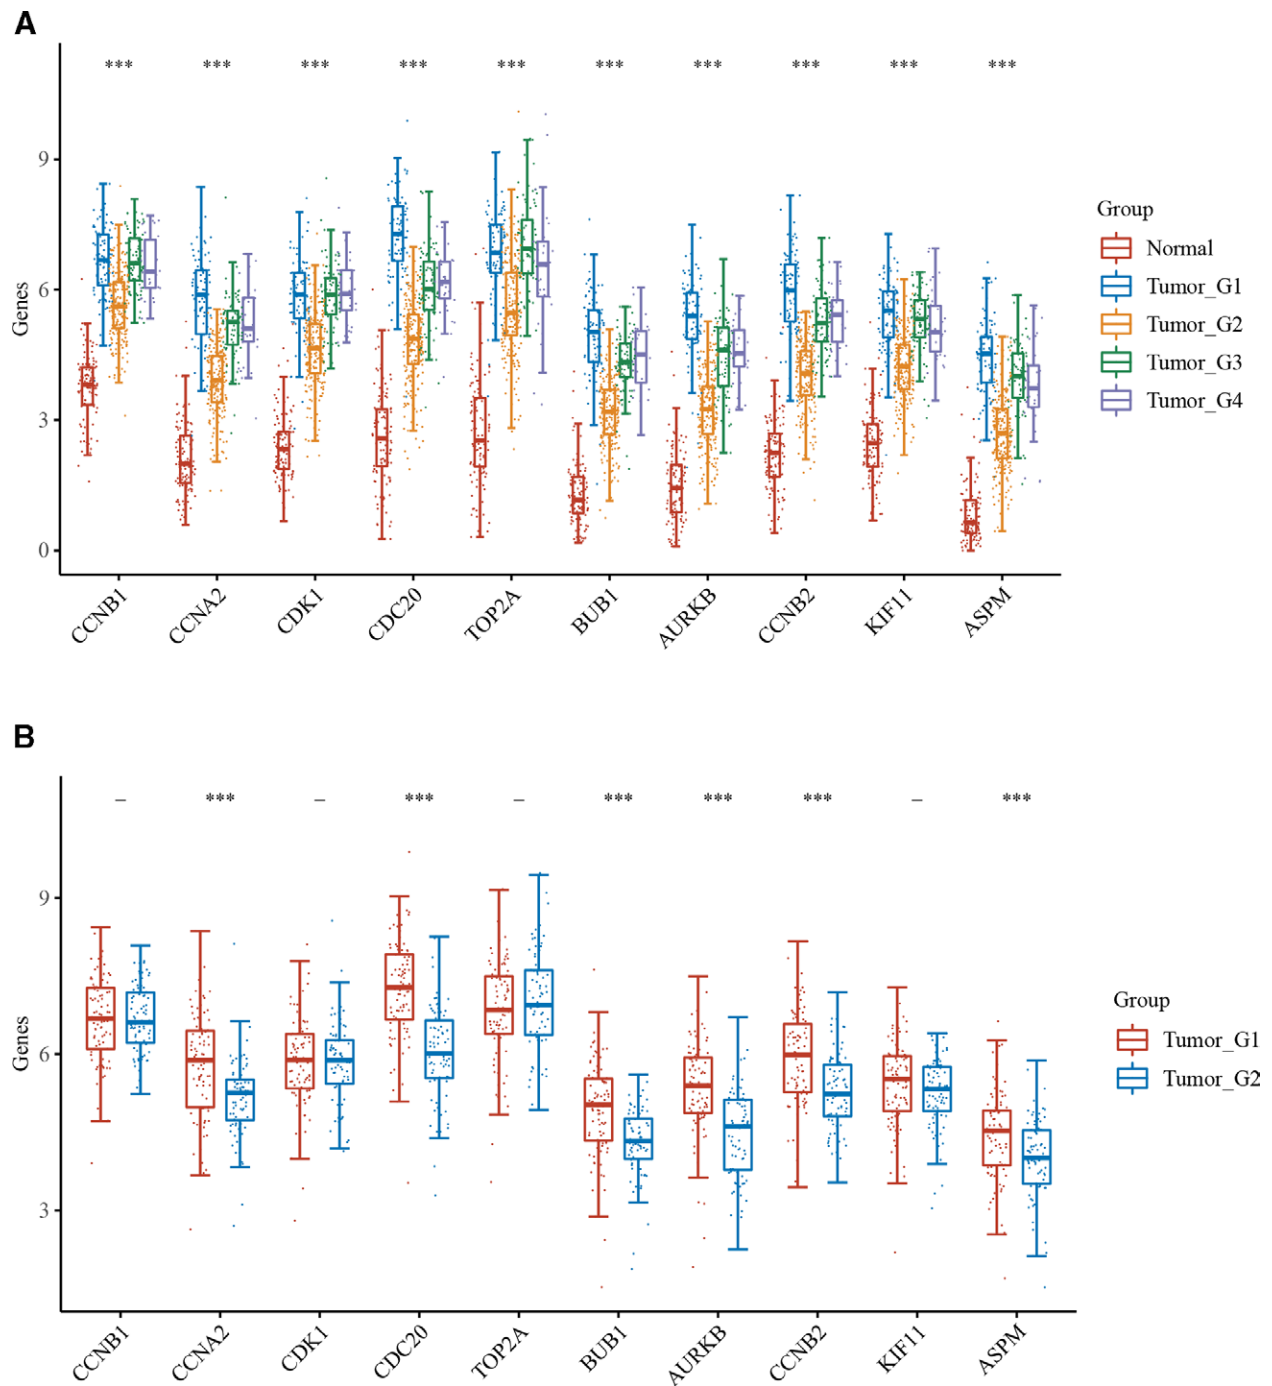 A
*** *** *** *** *** *** *** *** *** ***
9
6
3
0
Genes
CCNB1 CCNA2 CDK1 CDC20 TOP2A BUB1 AURKB CCNB2 KIF11 ASPM
Group
Normal
Tumor_G1
Tumor_G2
Tumor_G3
Tumor_G4
B
– *** – *** – *** *** *** – ***
9
6
3
Genes
CCNB1 CCNA2 CDK1 CDC20 TOP2A BUB1 AURKB CCNB2 KIF11 ASPM
Group
Tumor_G1
Tumor_G2